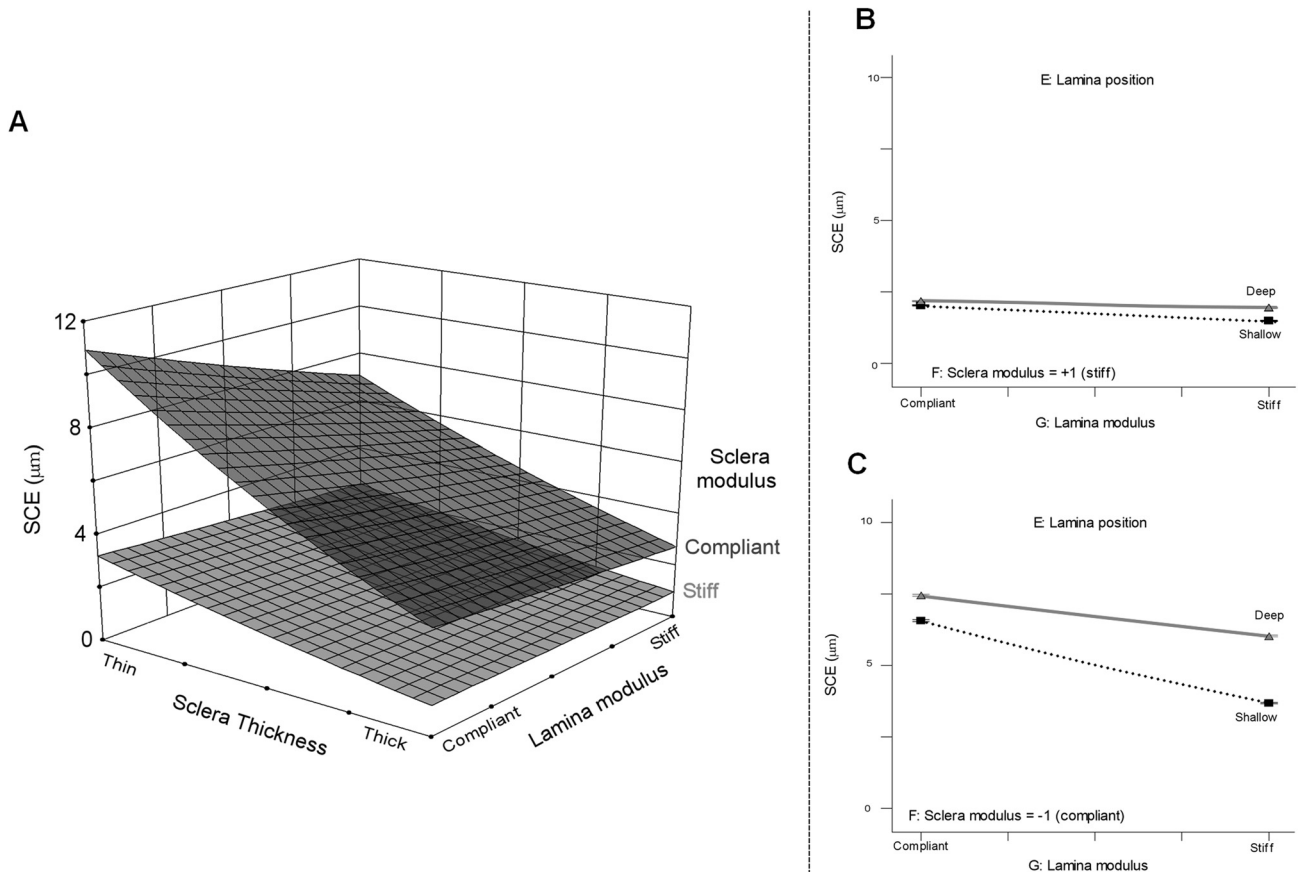 A
12
8
4
0
SCE (μm)
Thin
Sclera Thickness
Thick
Compliant
Lamina modulus
Stiff
Sclera
modulus
Compliant
Stiff
B
10
5
0
SCE (μm)
E: Lamina position
Deep
Shallow
F: Sclera modulus = +1 (stiff)
Compliant
Stiff
G: Lamina modulus
C
10
5
0
SCE (μm)
E: Lamina position
Deep
Shallow
F: Sclera modulus = -1 (compliant)
Compliant
Stiff
G: Lamina modulus